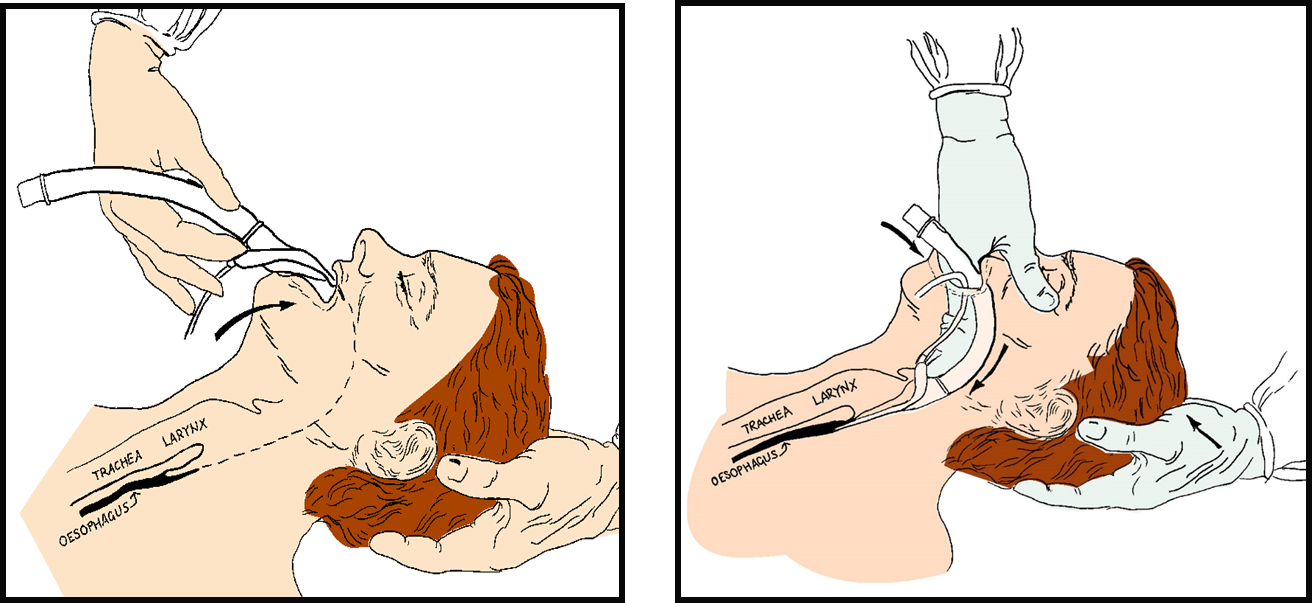 LARYNX
TRACHEA
OESOPHAGUS
TRACHEA LARYNX
OESOPHAGUS